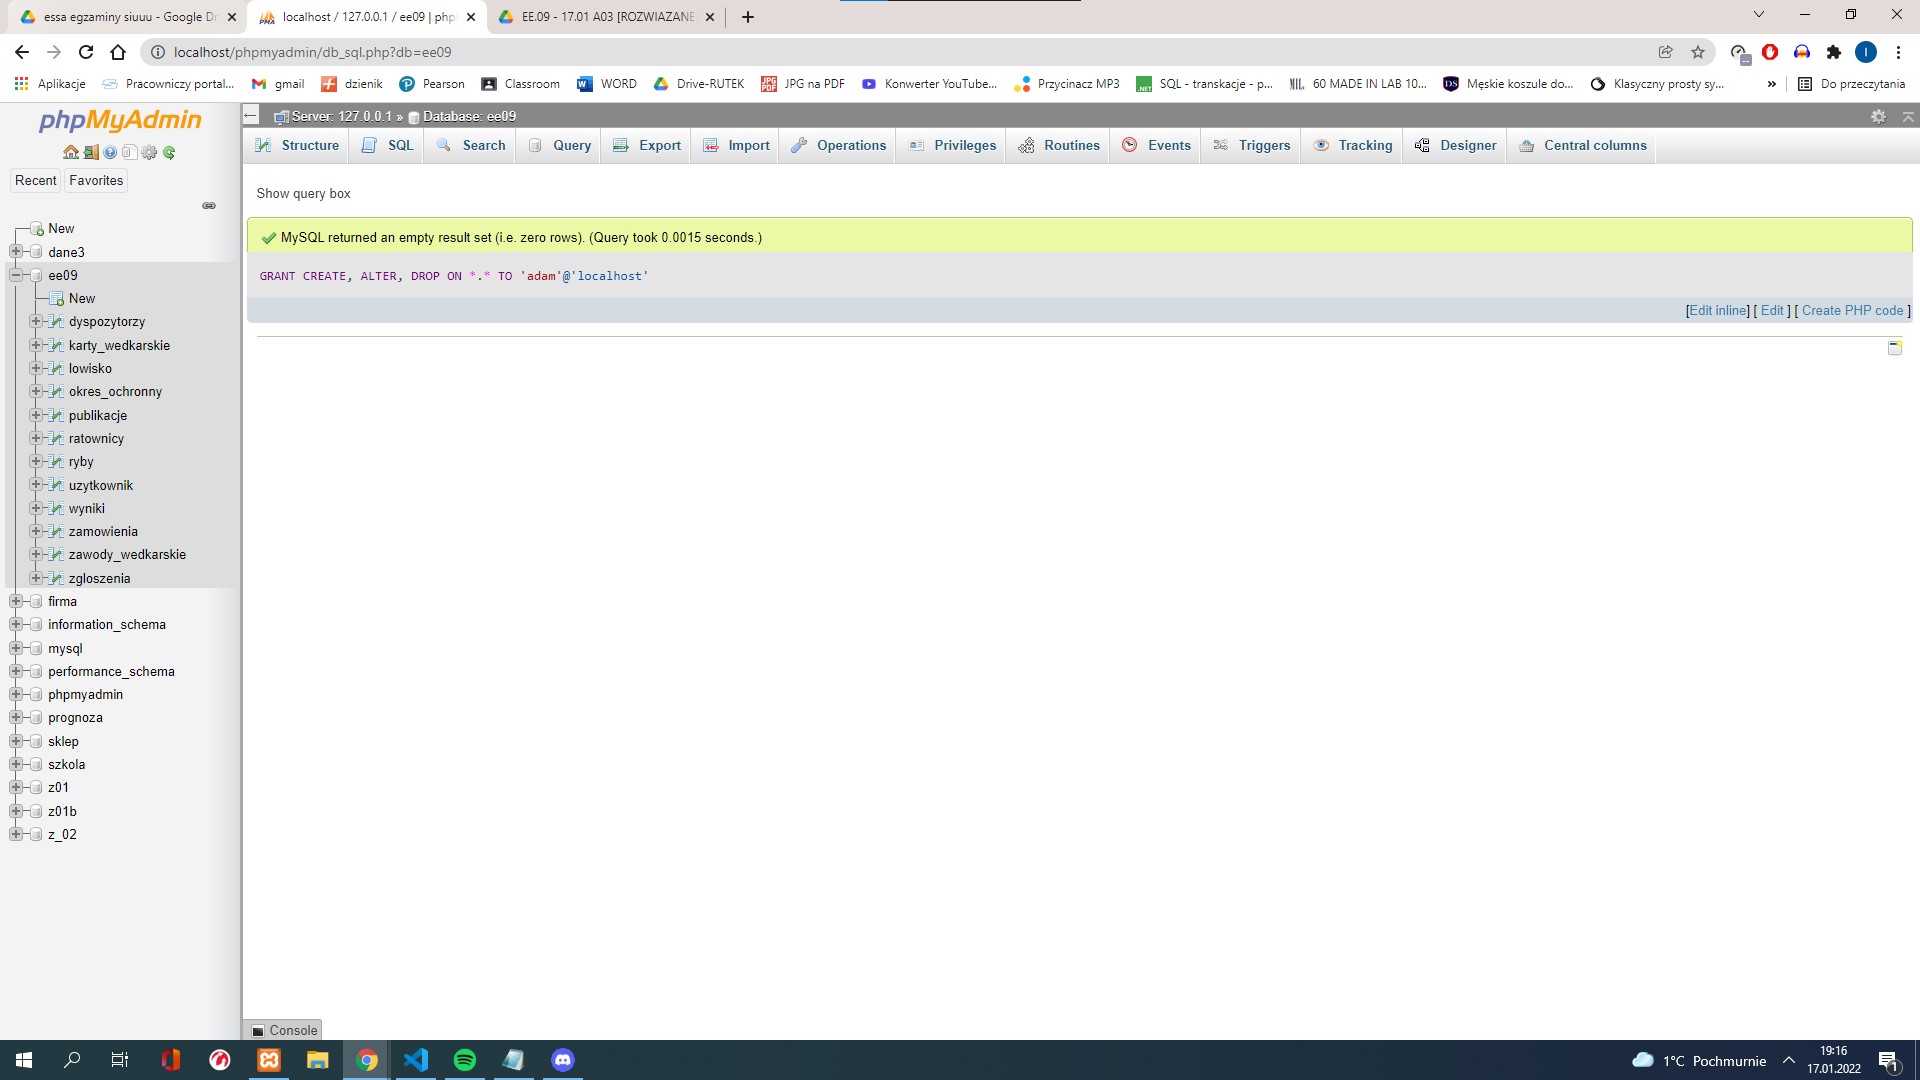 essa egzaminy siuuu - Google Dr
localhost / 127.0.0.1 / ee09 | php
EE.09 - 17.01 A03 [ROZWIAZANE
localhost/phpmyadmin/db_sql.php?db=ee09
I
Aplikacje
Pracowniczy portal...
gmail
dzienik
Pearson
Classroom
WORD
Drive-RUTEK
JPG na PDF
Konwerter YouTube...
Przycinacz MP3
SQL - transkacje - p...
60 MADE IN LAB 10...
Męskie koszule do...
Klasyczny prosty sy...
»
Do przeczytania
phpMyAdmin
Recent
Favorites
New
dane3
ee09
New
dyspozytorzy
karty_wedkarskie
lowisko
okres_ochronny
publikacje
ratownicy
ryby
uzytkownik
wyniki
zamowienia
zawody_wedkarskie
zgloszenia
firma
information_schema
mysql
performance_schema
phpmyadmin
prognoza
sklep
szkola
z01
z01b
z_02
Server: 127.0.0.1 » Database: ee09
Structure
SQL
Search
Query
Export
Import
Operations
Privileges
Routines
Events
Triggers
Tracking
Designer
Central columns
Show query box
MySQL returned an empty result set (i.e. zero rows). (Query took 0.0015 seconds.)
GRANT CREATE, ALTER, DROP ON *.* TO 'adam'@'localhost'
[Edit inline] [ Edit ] [ Create PHP code ]
Console
1°C Pochmurnie
19:16
17.01.2022
1